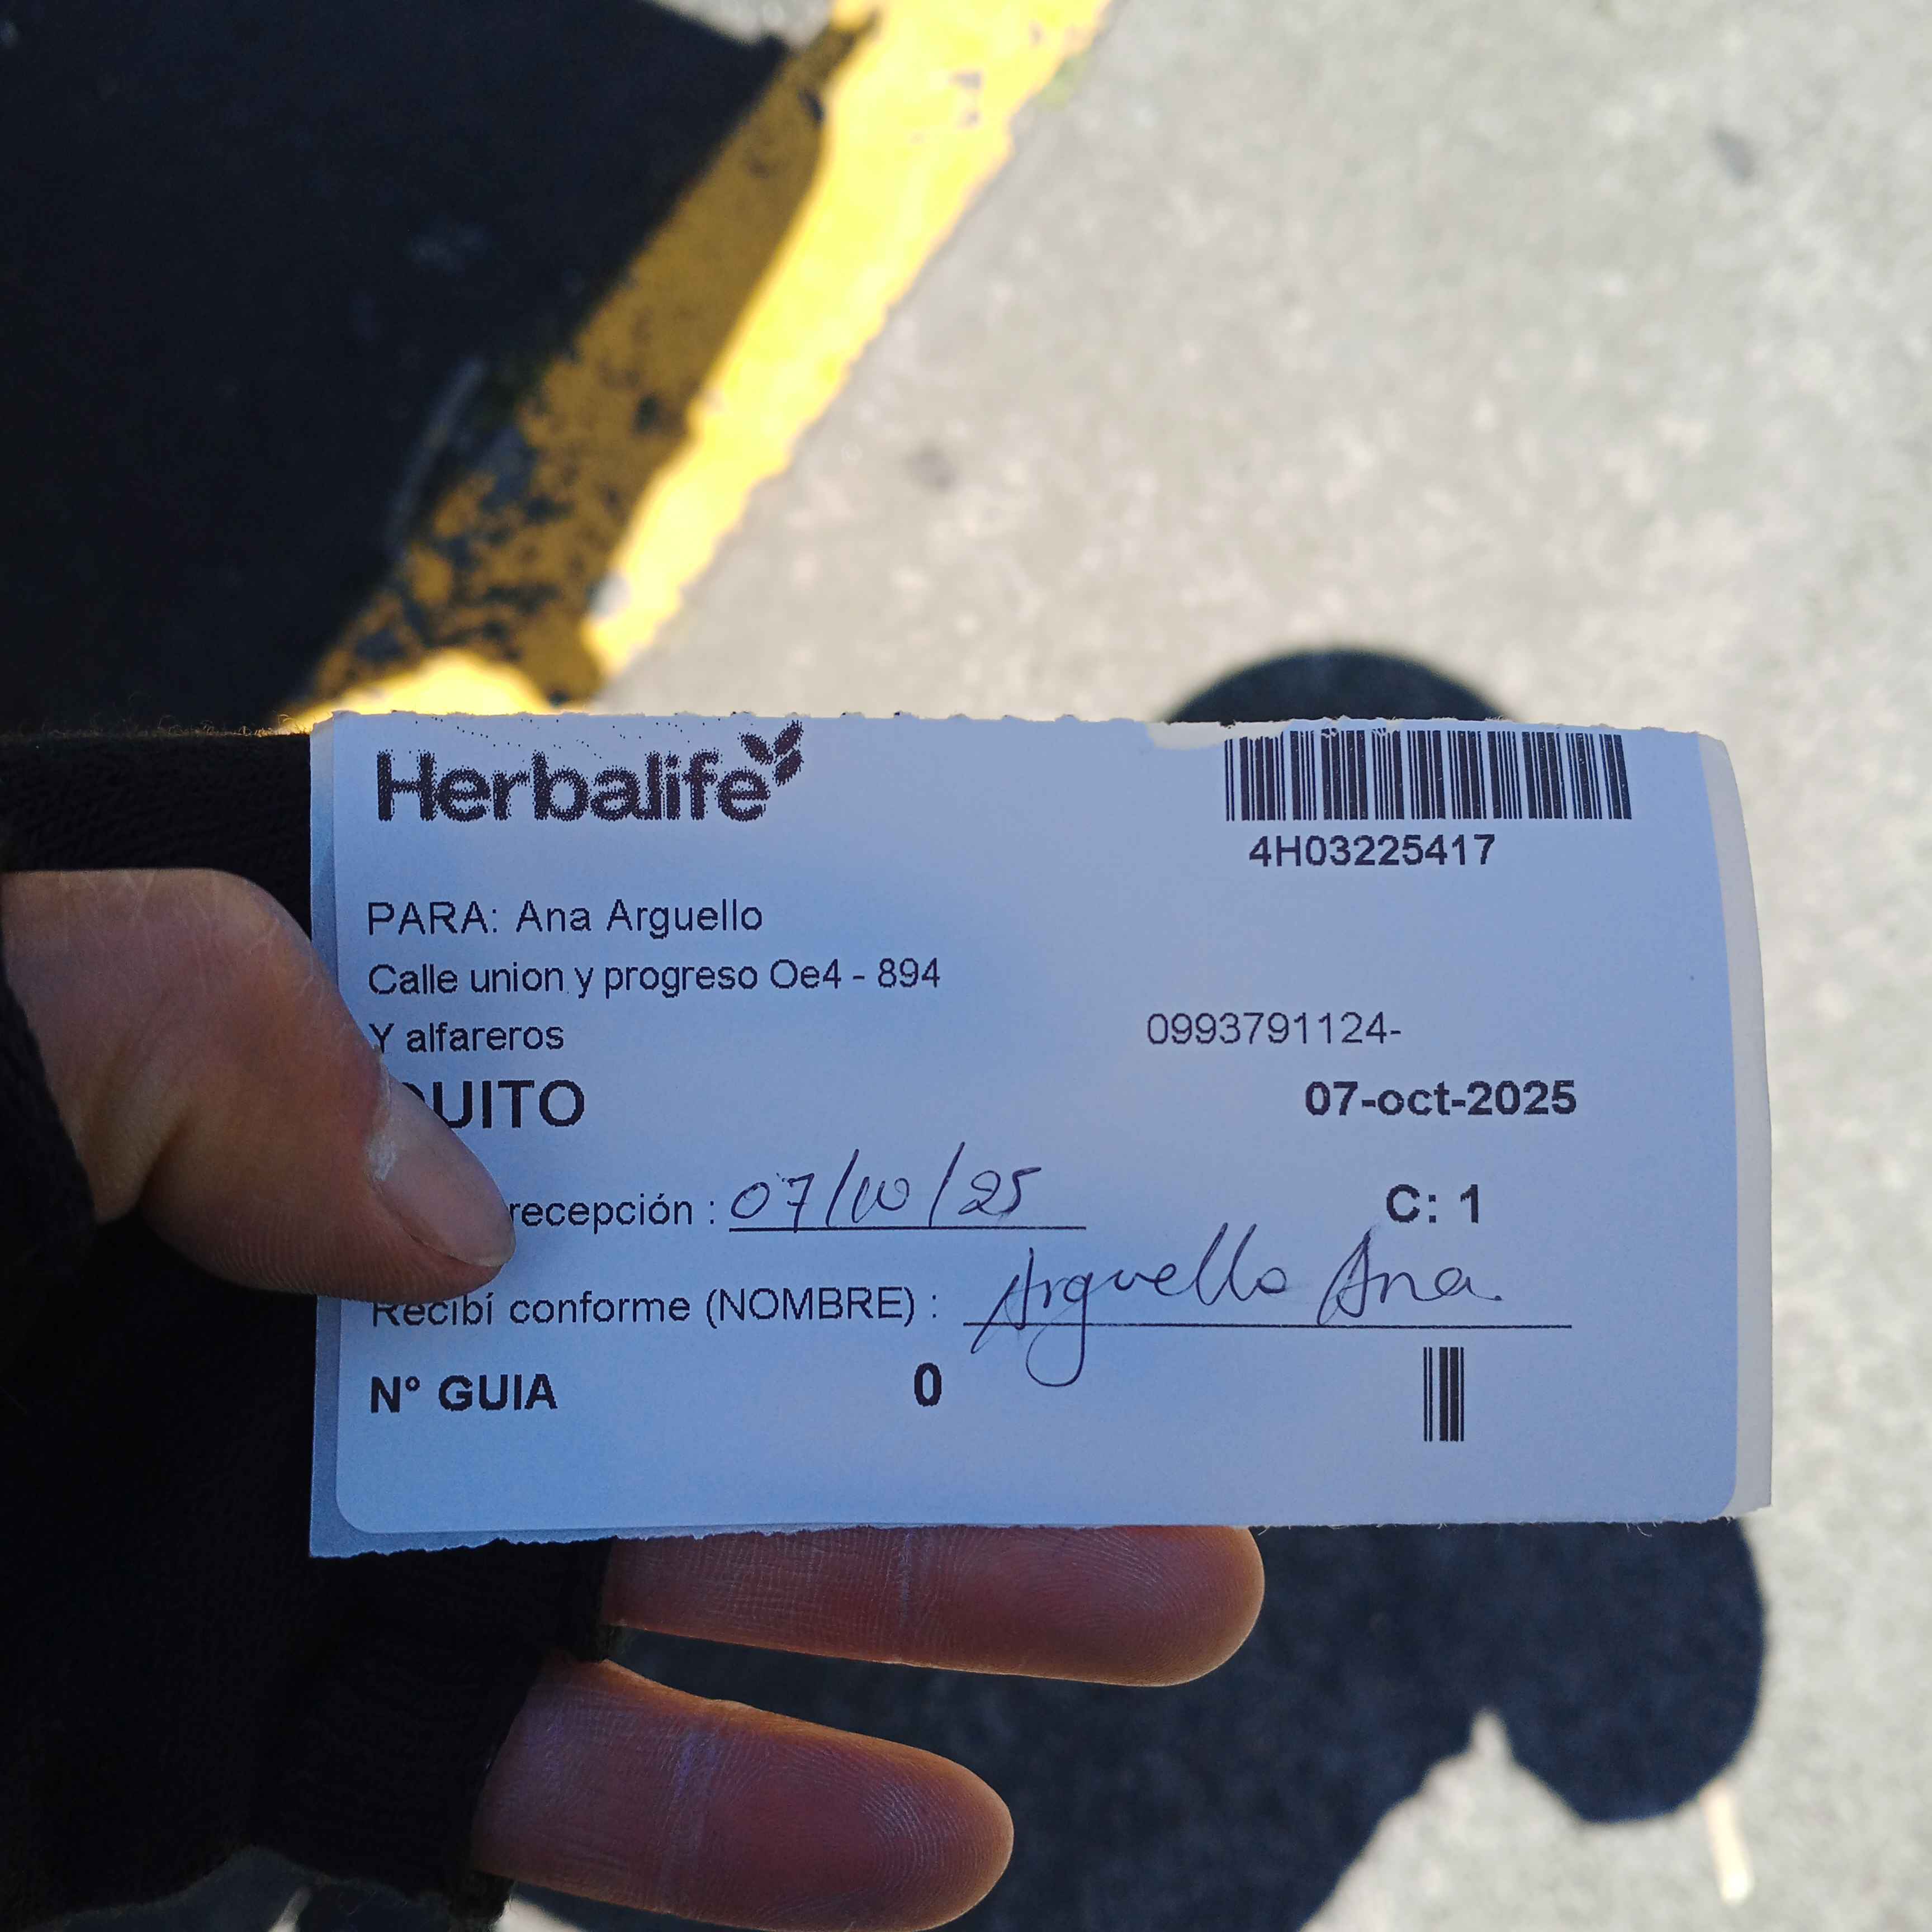 Herbalife
4H03225417
PARA: Ana Arguello
Calle union y progreso Oe4 - 894
Y alfareros
0993791124-
QUITO
07-oct-2025
recepción : 07/10/25
C: 1
Recibí conforme (NOMBRE) : Arguello Ana
N° GUIA 0